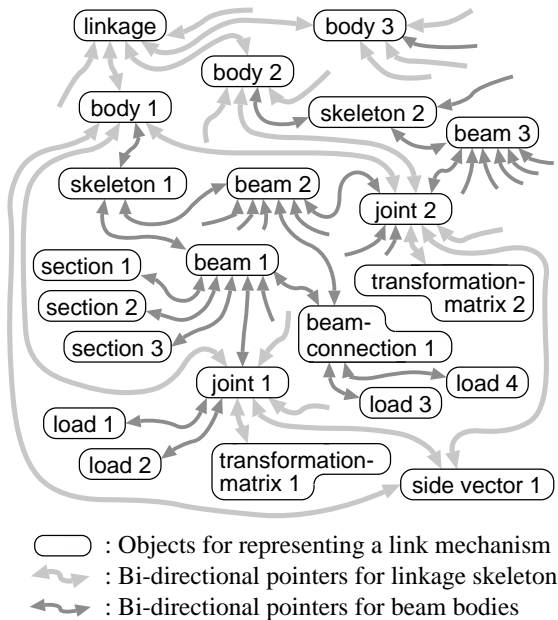 linkage
body 3
body 2
body 1
skeleton 2
beam 3
skeleton 1
beam 2
joint 2
section 1
beam 1
transformation-
matrix 2
section 2
beam-
connection 1
section 3
joint 1
load 4
load 3
load 1
load 2
transformation-
matrix 1
side vector 1
: Objects for representing a link mechanism
: Bi-directional pointers for linkage skeleton
: Bi-directional pointers for beam bodies